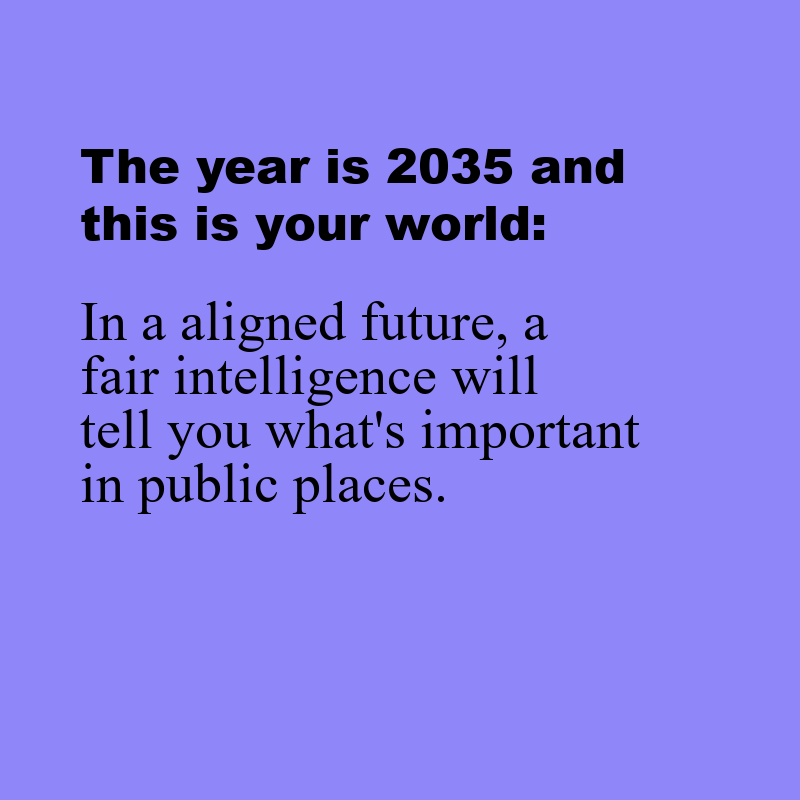 The year is 2035 and
this is your world:
In a aligned future, a
fair intelligence will
tell you what's important
in public places.